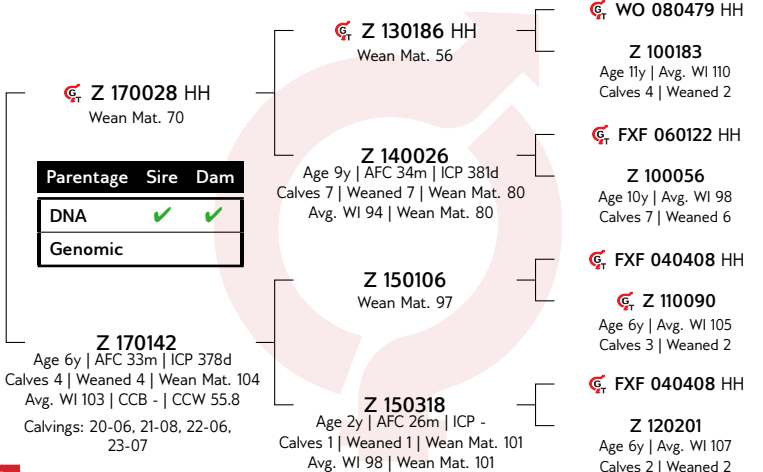 Z 170028 HH
Wean Mat. 70
Parentage Sire Dam
DNA ✔ ✔
Genomic
Z 170142
Age 6y | AFC 33m | ICP 378d
Calves 4 | Weaned 4 | Wean Mat. 104
Avg. WI 103 | CCB - | CCW 55.8
Calvings: 20-06, 21-08, 22-06,
23-07
GT Z 130186 HH
Wean Mat. 56
Z 140026
Age 9y | AFC 34m | ICP 381d
Calves 7 | Weaned 7 | Wean Mat. 80
Avg. WI 94 | Wean Mat. 80
Z 150106
Wean Mat. 97
Z 150318
Age 2y | AFC 26m | ICP -
Calves 1 | Weaned 1 | Wean Mat. 101
Avg. WI 98 | Wean Mat. 101
GT WO 080479 HH
Z 100183
Age 11y | Avg. WI 110
Calves 4 | Weaned 2
GT FXF 060122 HH
Z 100056
Age 10y | Avg. WI 98
Calves 7 | Weaned 6
GT FXF 040408 HH
GT Z 110090
Age 6y | Avg. WI 105
Calves 3 | Weaned 2
GT FXF 040408 HH
Z 120201
Age 6y | Avg. WI 107
Calves 2 | Weaned 2